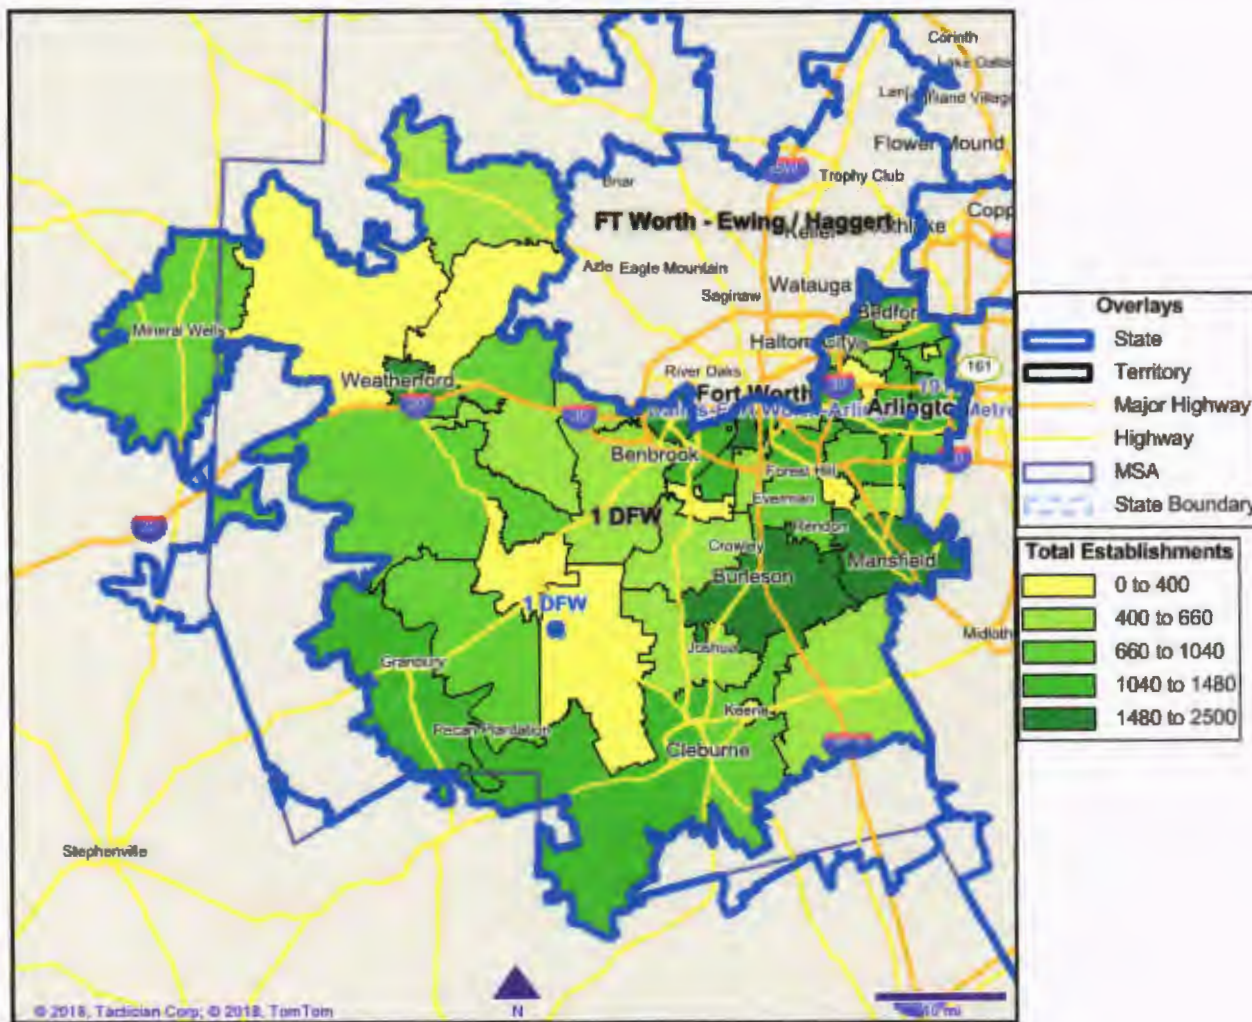 Corinth
Flower Mound
Trophy Club
Briar
FT Worth - Ewing / Haggert
Azle
Eagle Mountain
Saginaw
Watauga
Mineral Wells
Haltom City
River Oaks
Weatherford
Fort Worth
Benbrook
Forest Hill
Everman
1 DFW
Rendon
Crowley
Mansfield
Burleson
1 DFW
Joshua
Granbury
Keene
Pecan Plantation
Cleburne
Stephenville
161
N
© 2018, Tactician Corp; © 2018, TomTom
Overlays
State
Territory
Major Highway
Highway
MSA
State Boundary
Total Establishments
0 to 400
400 to 660
660 to 1040
1040 to 1480
1480 to 2500